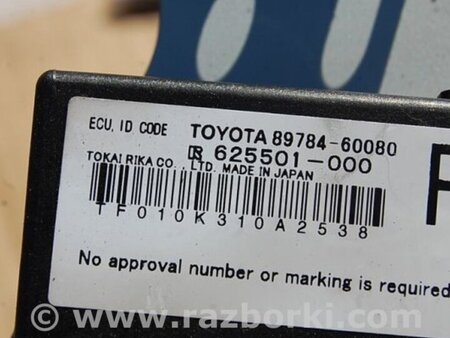 ECU, ID CODE TOYOTA 89784-60080
R 625501-000
TOKAI RIKA CO., LTD. MADE IN JAPAN
TF010K310A2538
No approval number or marking is required
© www.razborki.com